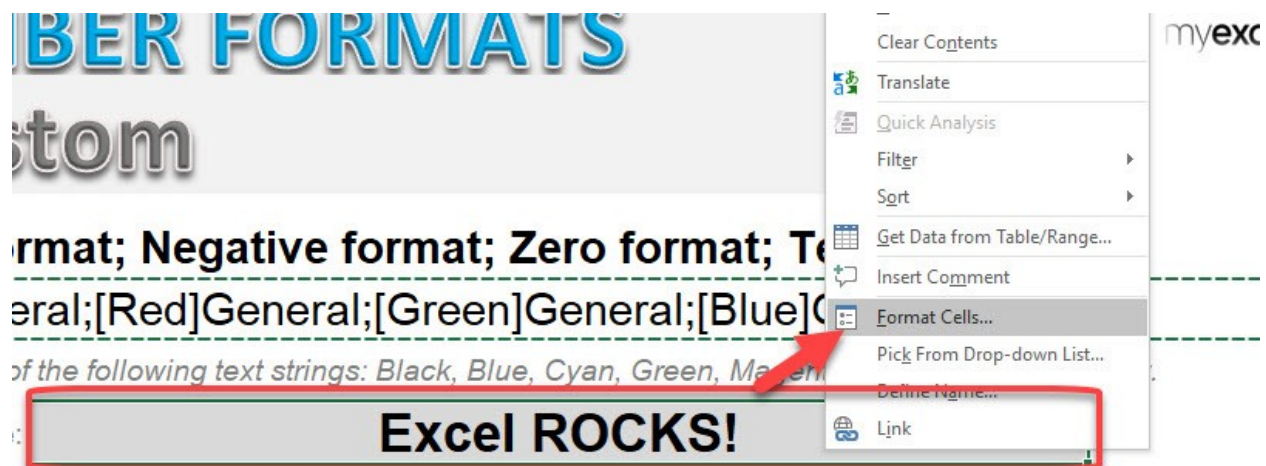 BER FORMATS
stom
rmat; Negative format; Zero format; Te
eral;[Red]General;[Green]General;[Blue]
of the following text strings: Black, Blue, Cyan, Green,
Excel ROCKS!
Clear Contents
Translate
Quick Analysis
Filter
Sort
Get Data from Table/Range...
Insert Comment
Format Cells...
Pick From Drop-down List...
Define Name...
Link
myexc